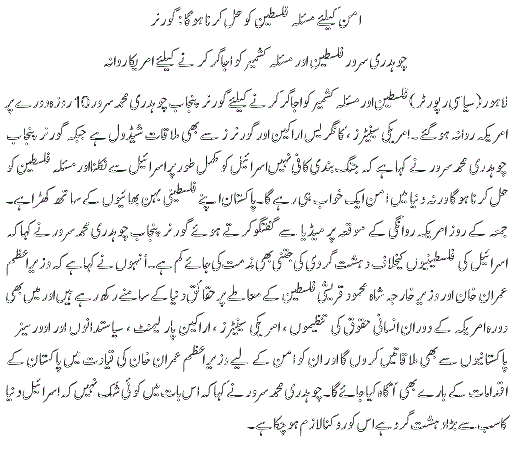 امن کیلئے مسئلہ فلسطین کو حل کرنا ہوگا: گورنر
چوہدری سرور فلسطین اور مسئلہ کشمیر کو اجاگر کرنے کیلئے امریکا روانہ
لاہور(سیاسی رپورٹر)فلسطین اور مسئلہ کشمیر کو اجاگر کرنے کیلئے گورنر پنجاب چوہدری محمد سرور 10 روزہ دورے پر
امریکہ روانہ ہو گئے۔ امریکی سینیٹرز، کانگریس اراکین اور گورنرز سے بھی ملاقات شیڈول ہے جبکہ گورنر پنجاب
چوہدری محمد سرور نے کہا ہے کہ جنگ بندی کافی نہیں اسرائیل کو مکمل طور پر اسرائیل سے نکلنا اور مسئلہ فلسطین کو
حل کرنا ہوگا ورنہ دنیا میں امن ایک خواب ہی رہے گا۔ پاکستان اپنے فلسطینی بہن بھائیوں کے ساتھ کھڑا ہے۔
جمعہ کے روز امریکہ روانگی کے موقعہ پر میڈیا سے گفتگو کرتے ہوئے گورنر پنجاب چوہدری محمد سرور نے کہا کہ
اسرائیل کی فلسطینیوں کیخلاف دہشت گردی کی جتنی بھی مذمت کی جائے کم ہے۔ انہوں نے کہا ہے کہ وزیر اعظم
عمران خان اور وزیر خارجہ شاہ محمود قریشی فلسطین کے معاملے پر حقائق دنیا کے سامنے رکھ رہے ہیں اور میں بھی
دورہ امریکہ کے دوران انسانی حقوق کی تنظیموں، امریکی سینیٹرز، اراکین پارلیمنٹ، سیاستدانوں اور اوورسیز
پاکستانیوں سے بھی ملاقاتیں کروں گا اور ان کو امن کے لیے وزیر اعظم عمران خان کی قیادت میں پاکستان کے
اقدامات کے بارے بھی آگاہ کیا جائے گا۔ چوہدری محمد سرور نے کہا کہ اس بات میں کوئی شک نہیں کہ اسرائیل دنیا
کا سب سے بڑا دہشت گرد ہے اس کو روکنا لازم ہو چکا ہے۔